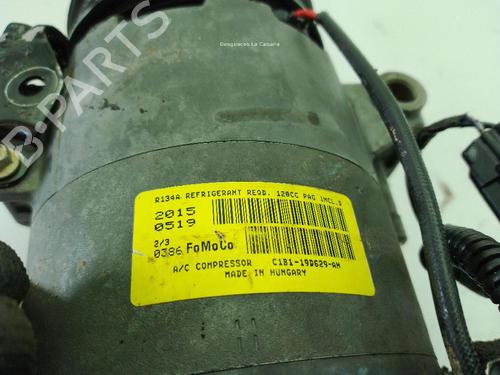 Desguaces La Cabaña
B-PARTS
R134A REFRIGERANT REQD. 120CC PAG INCL.
2015
0519
2/3
0386 FoMoCo
A/C COMPRESSOR C1B1-19D629-AH
MADE IN HUNGARY